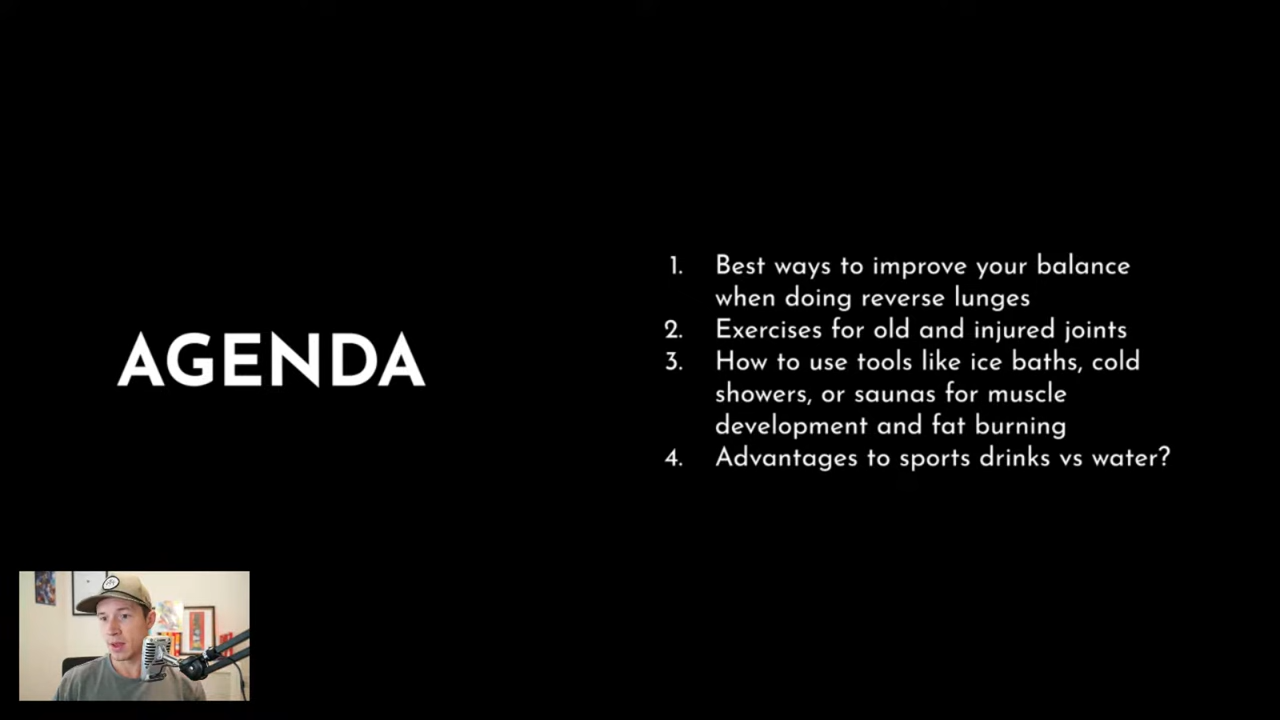 AGENDA
1. Best ways to improve your balance
when doing reverse lunges
2. Exercises for old and injured joints
3. How to use tools like ice baths, cold
showers, or saunas for muscle
development and fat burning
4. Advantages to sports drinks vs water?